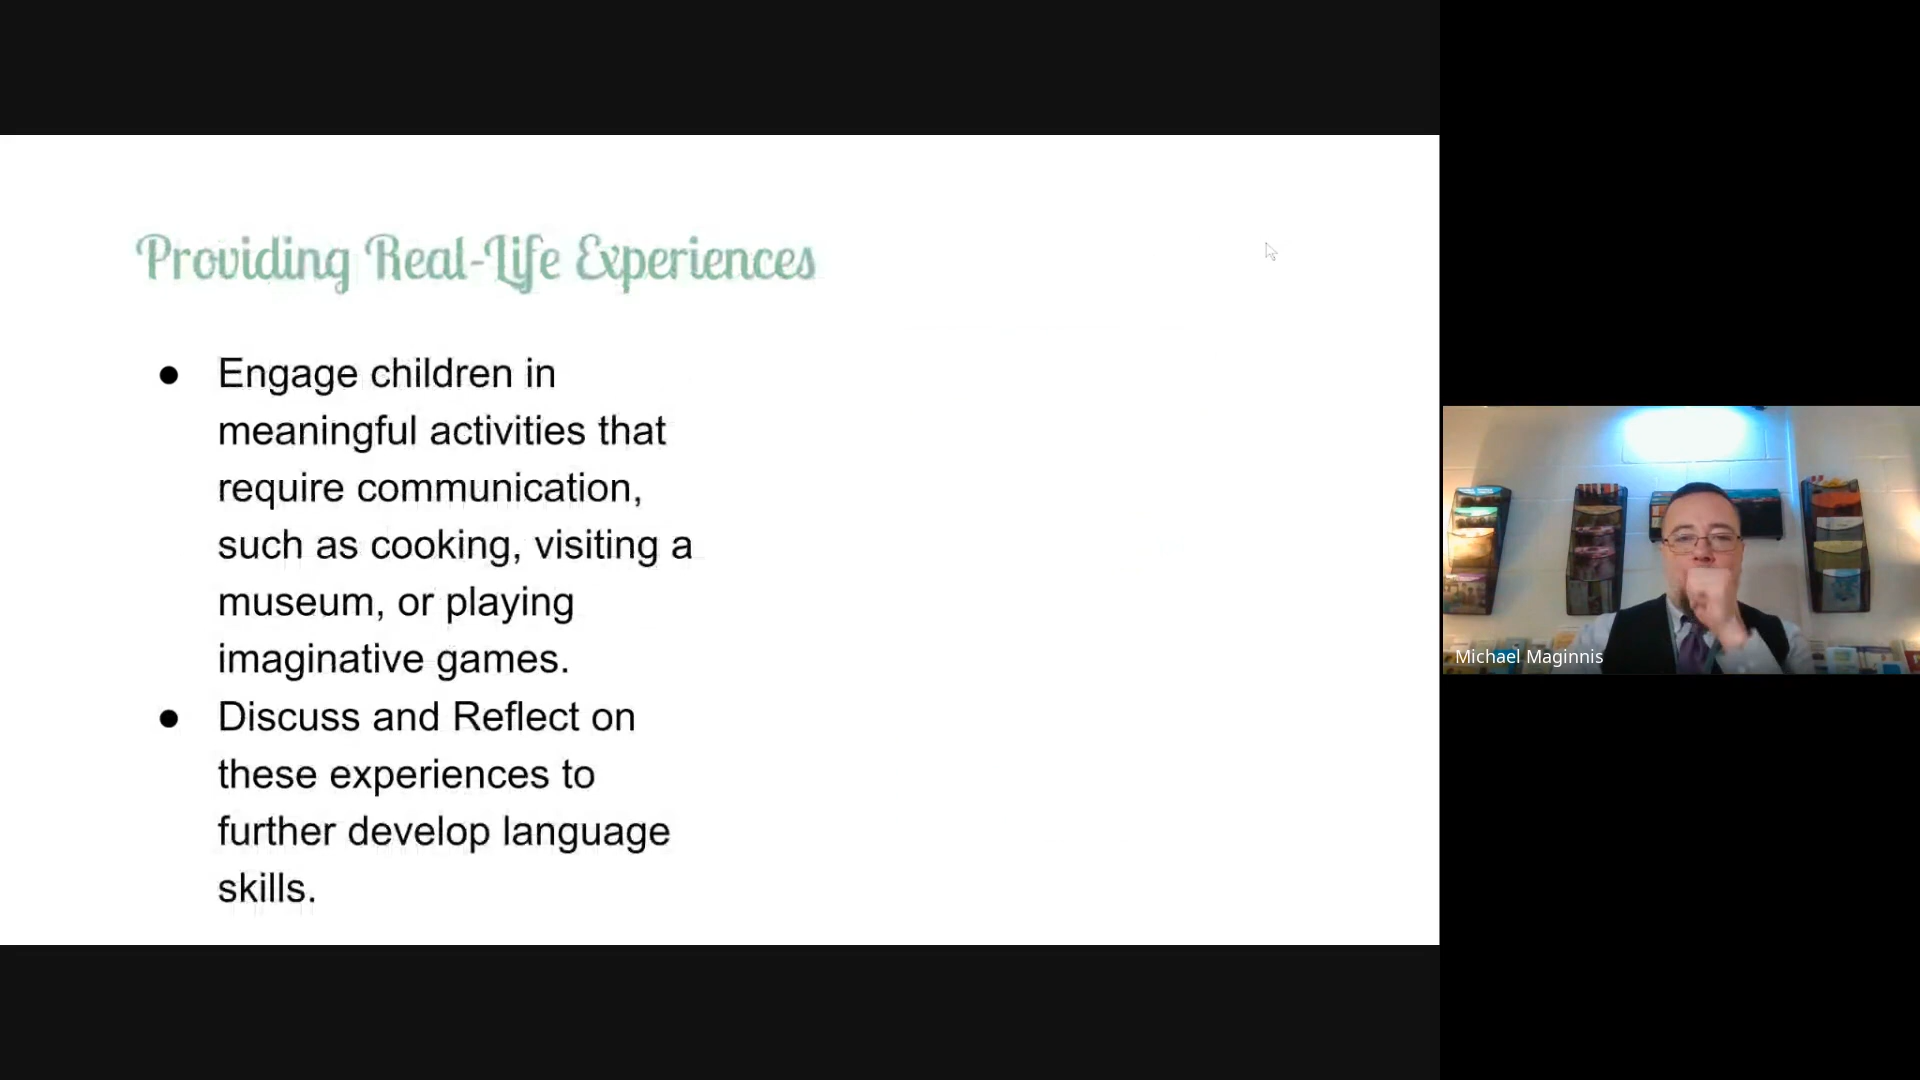 Providing Real-Life Experiences
● Engage children in
meaningful activities that
require communication,
such as cooking, visiting a
museum, or playing
imaginative games.
● Discuss and Reflect on
these experiences to
further develop language
skills.
Michael Maginnis